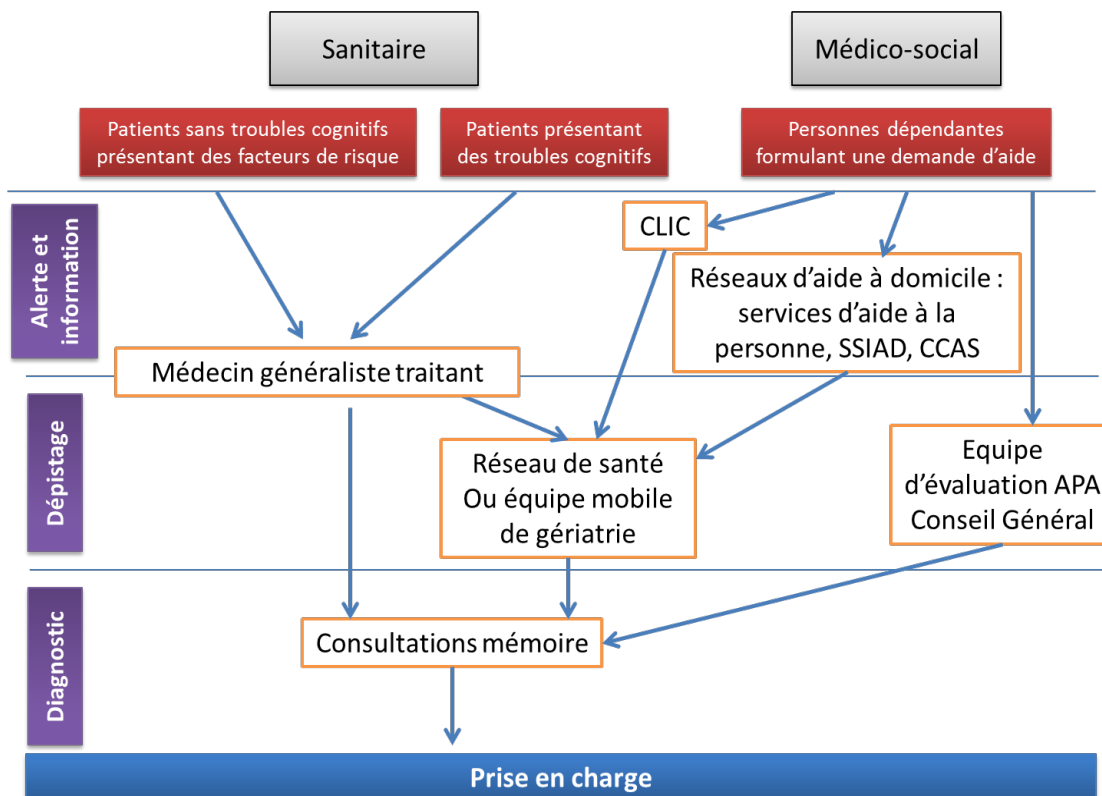 Sanitaire
Médico-social
Patients sans troubles cognitifs
présentant des facteurs de risque
Patients présentant
des troubles cognitifs
Personnes dépendantes
formulant une demande d'aide
Alerte et
information
CLIC
Réseaux d'aide à domicile :
services d'aide à la
personne, SSIAD, CCAS
Médecin généraliste traitant
Dépistage
Réseau de santé
Ou équipe mobile
de gériatrie
Equipe
d'évaluation APA
Conseil Général
Diagnostic
Consultations mémoire
Prise en charge